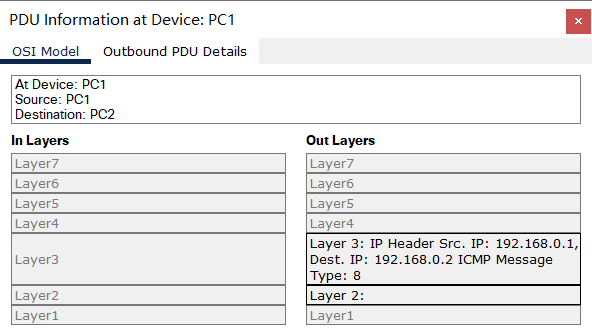 PDU Information at Device: PC1
OSI Model Outbound PDU Details
At Device: PC1
Source: PC1
Destination: PC2
In Layers
Layer7
Layer6
Layer5
Layer4
Layer3
Layer2
Layer1
Out Layers
Layer7
Layer6
Layer5
Layer4
Layer 3: IP Header Src. IP: 192.168.0.1,
Dest. IP: 192.168.0.2 ICMP Message
Type: 8
Layer 2:
Layer1